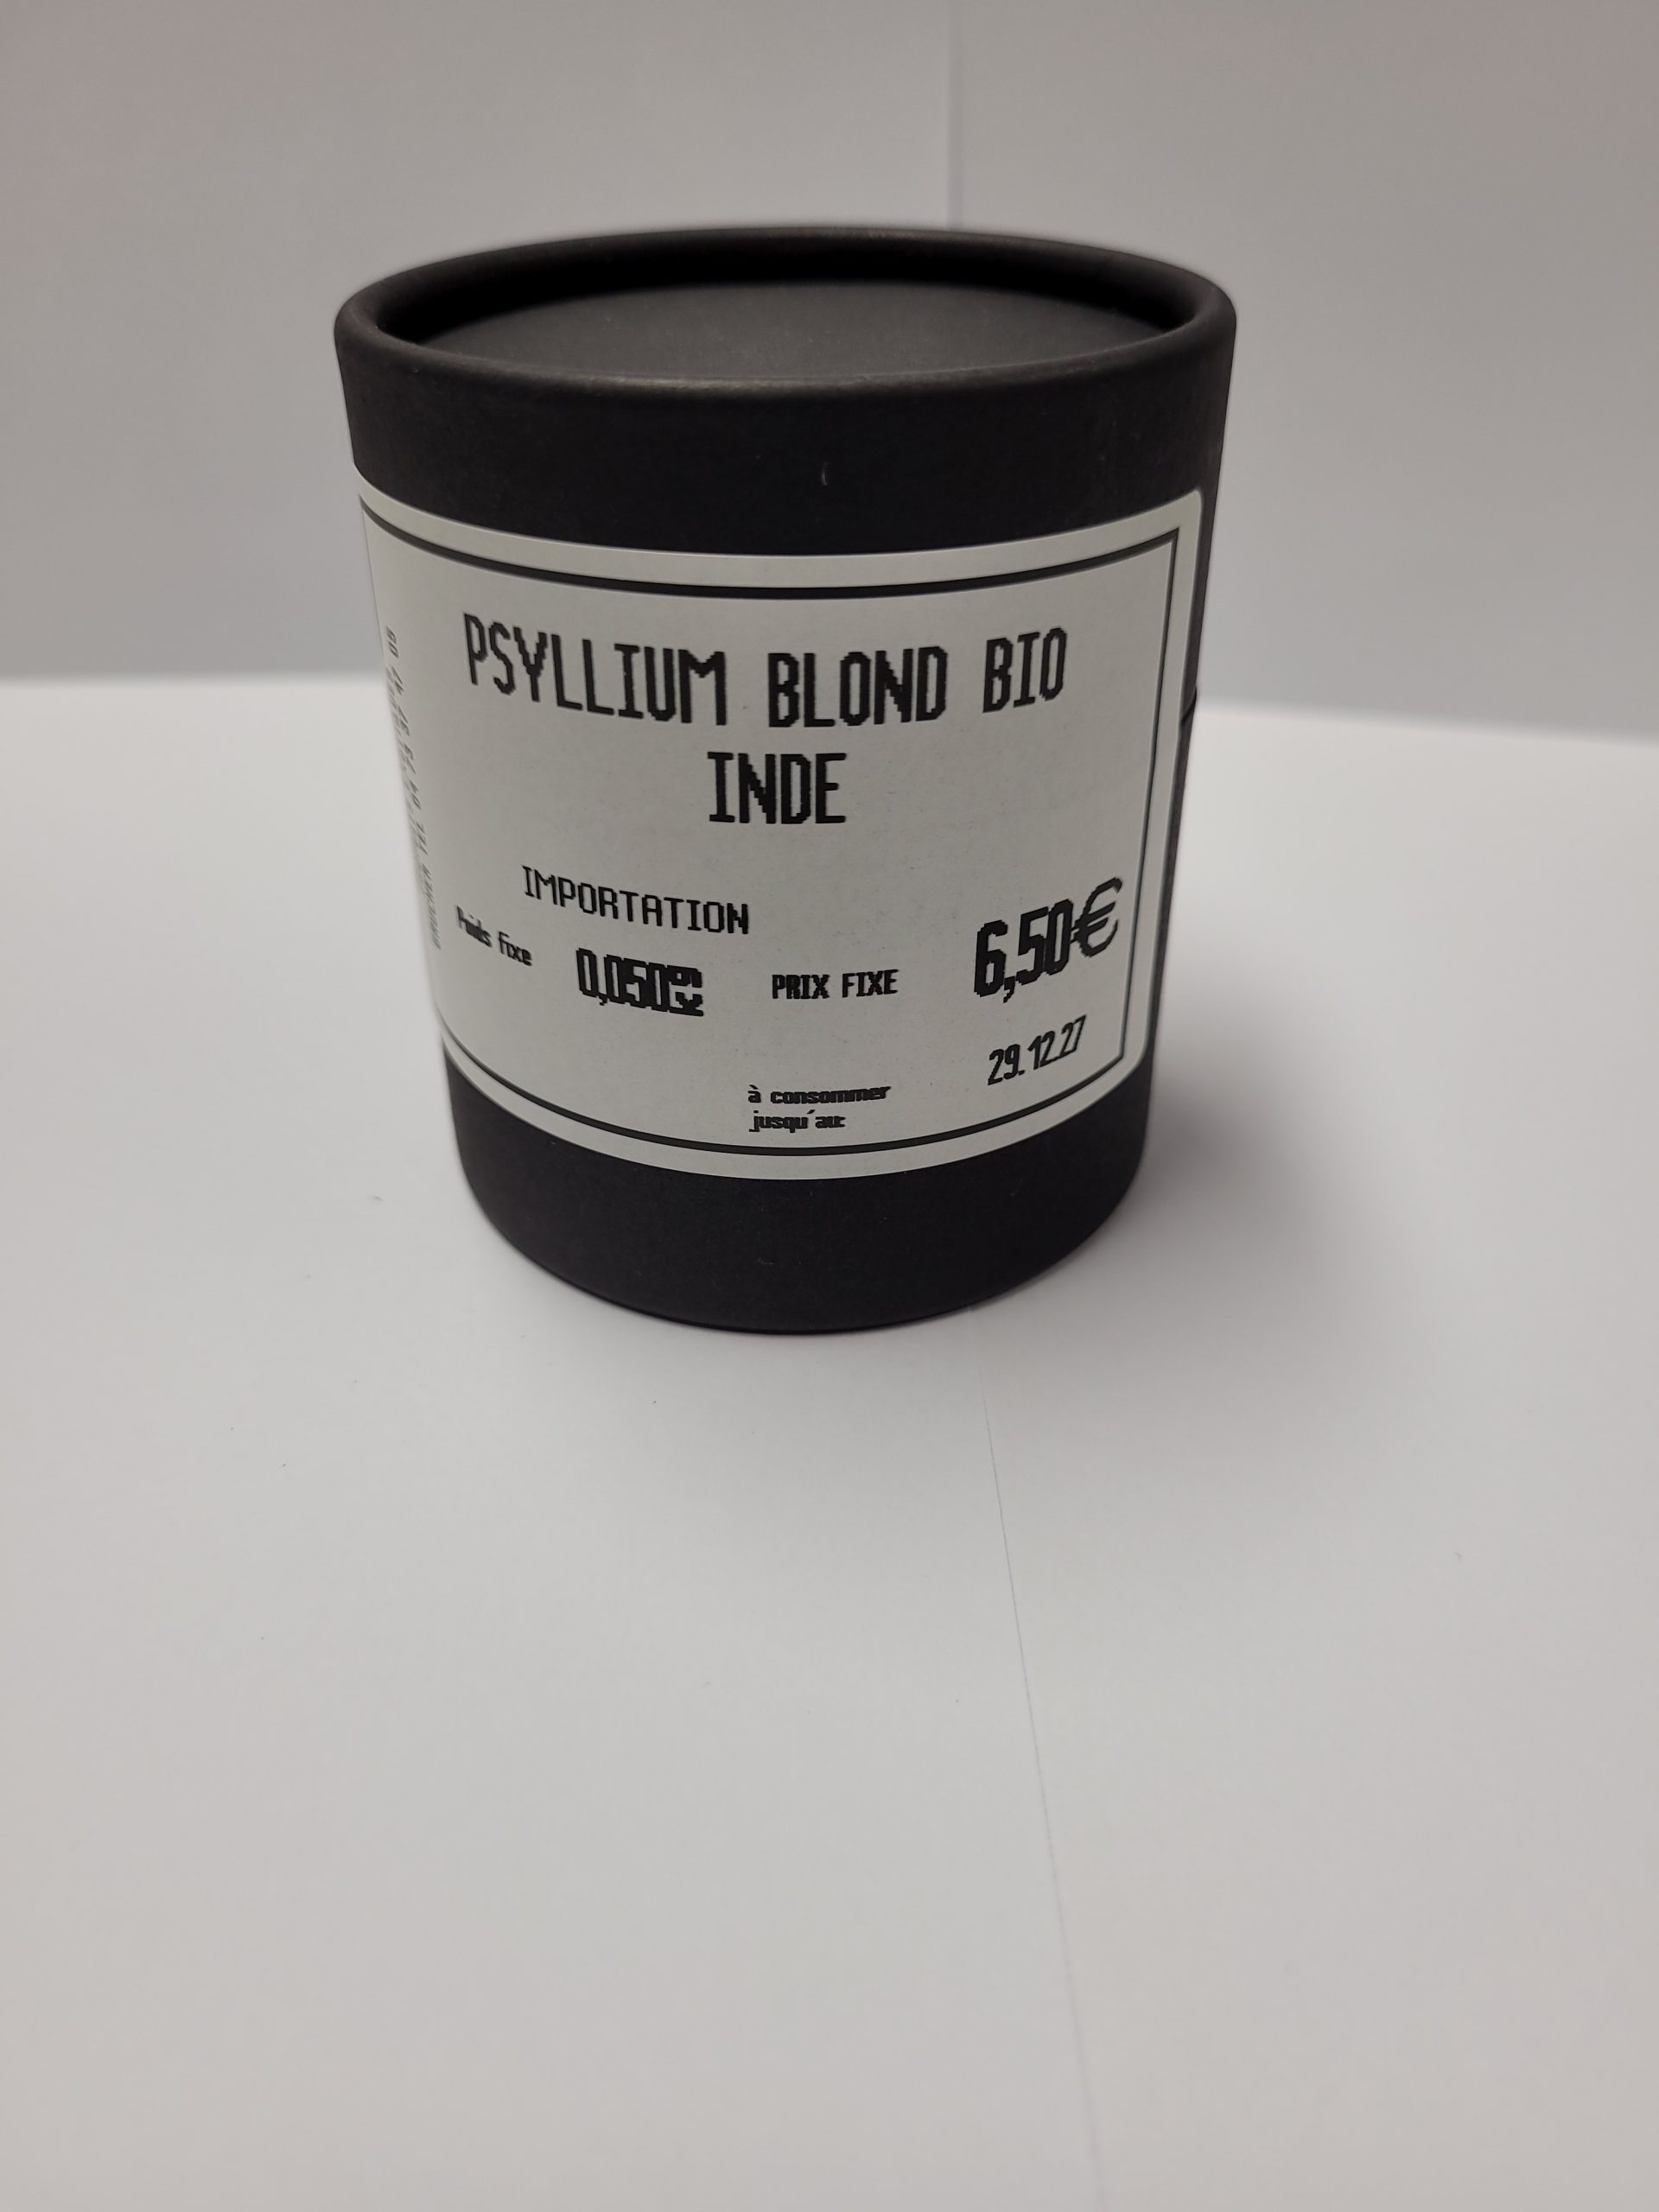 PSYLLIUM BLOND BIO
INDE
IMPORTATION
Poids fixe 0,050kg PRIX FIXE 6,50€
29.12.27
à consommer
jusqu'au: